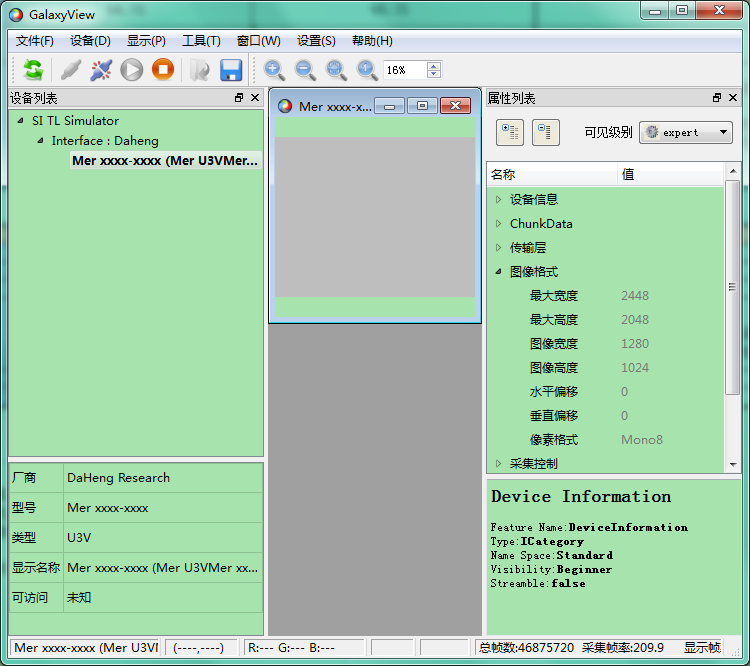 GalaxyView
文件(F) 设备(D) 显示(P) 工具(T) 窗口(W) 设置(S) 帮助(H)
16%
设备列表
SI TL Simulator
Interface : Daheng
Mer xxxx-xxxx (Mer U3VMer...
厂商 DaHeng Research
型号 Mer xxxx-xxxx
类型 U3V
显示名称 Mer xxxx-xxxx (Mer U3VMer xx...
可访问 未知
Mer xxxx-x...
属性列表
可见级别 expert
名称 值
设备信息
ChunkData
传输层
图像格式
最大宽度 2448
最大高度 2048
图像宽度 1280
图像高度 1024
水平偏移 0
垂直偏移 0
像素格式 Mono8
采集控制
Device Information
Feature Name:DeviceInformation
Type:ICategory
Name Space:Standard
Visibility:Beginner
Streamble:false
Mer xxxx-xxxx (Mer U3VI (----,----) R:--- G:--- B:--- 总帧数:46875720 采集帧率:209.9 显示帧